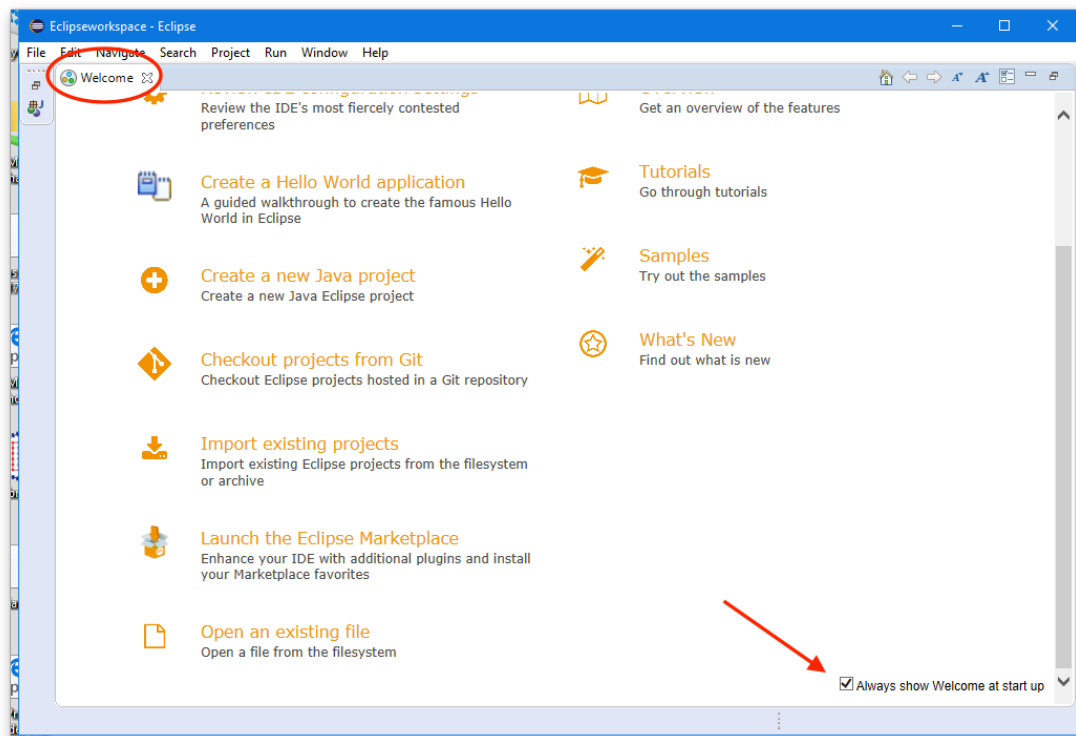 Eclipseworkspace - Eclipse
File Edit Navigate Search Project Run Window Help
Welcome
Review IDE configuration settings
Review the IDE's most fiercely contested
preferences
Create a Hello World application
A guided walkthrough to create the famous Hello
World in Eclipse
Create a new Java project
Create a new Java Eclipse project
Checkout projects from Git
Checkout Eclipse projects hosted in a Git repository
Import existing projects
Import existing Eclipse projects from the filesystem
or archive
Launch the Eclipse Marketplace
Enhance your IDE with additional plugins and install
your Marketplace favorites
Open an existing file
Open a file from the filesystem
Overview
Get an overview of the features
Tutorials
Go through tutorials
Samples
Try out the samples
What's New
Find out what is new
Always show Welcome at start up